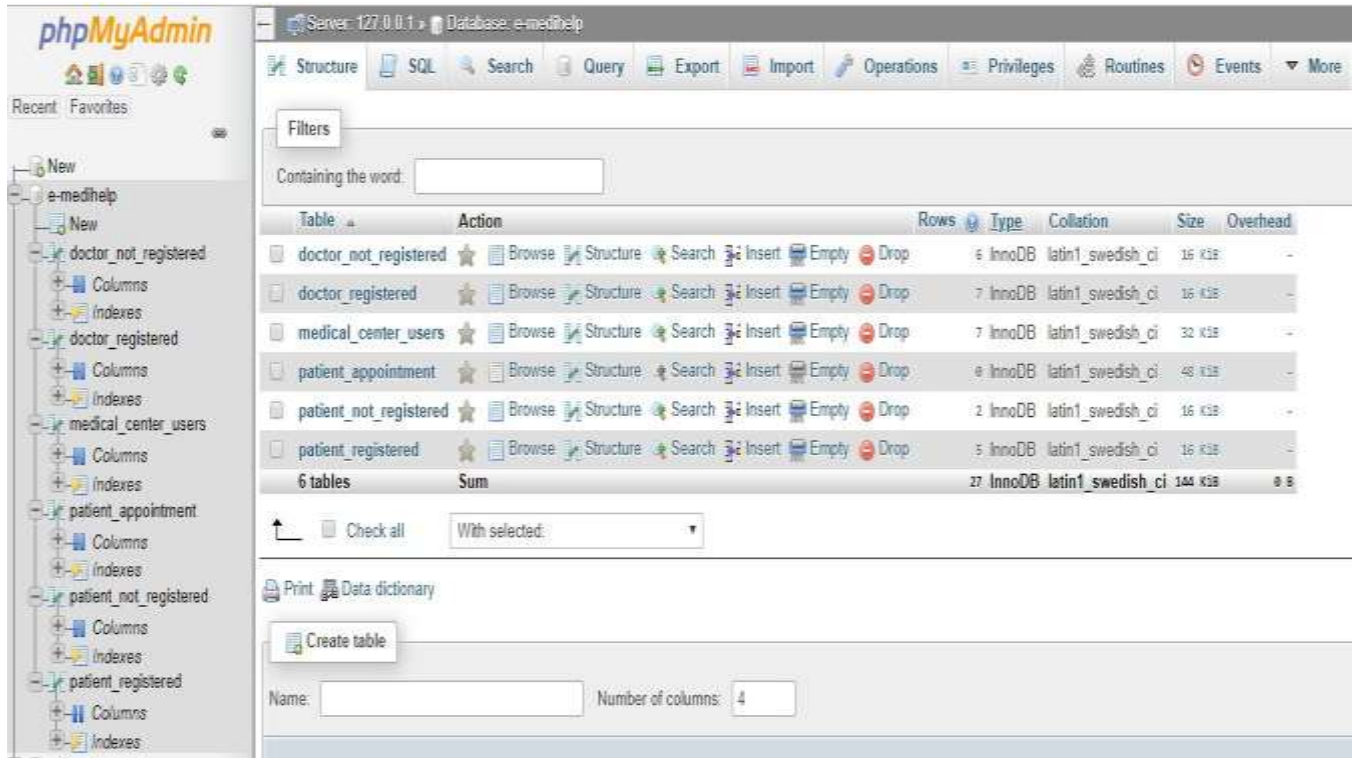 phpMyAdmin
Recent Favorites
New
e-medihelp
New
doctor_not_registered
Columns
Indexes
doctor_registered
Columns
Indexes
medical_center_users
Columns
Indexes
patient_appointment
Columns
Indexes
patient_not_registered
Columns
Indexes
patient_registered
Columns
Indexes
Server: 127.0.0.1 » Database: e-medihelp
Structure SQL Search Query Export Import Operations Privileges Routines Events More
Filters
Containing the word:
Table Action Rows Type Collation Size Overhead
doctor_not_registered Browse Structure Search Insert Empty Drop 6 InnoDB latin1_swedish_ci 16 KiB -
doctor_registered Browse Structure Search Insert Empty Drop 7 InnoDB latin1_swedish_ci 16 KiB -
medical_center_users Browse Structure Search Insert Empty Drop 7 InnoDB latin1_swedish_ci 32 KiB -
patient_appointment Browse Structure Search Insert Empty Drop 0 InnoDB latin1_swedish_ci 48 KiB -
patient_not_registered Browse Structure Search Insert Empty Drop 2 InnoDB latin1_swedish_ci 16 KiB -
patient_registered Browse Structure Search Insert Empty Drop 5 InnoDB latin1_swedish_ci 16 KiB -
6 tables Sum 27 InnoDB latin1_swedish_ci 144 KiB 0 B
Check all With selected:
Print Data dictionary
Create table
Name: Number of columns: 4